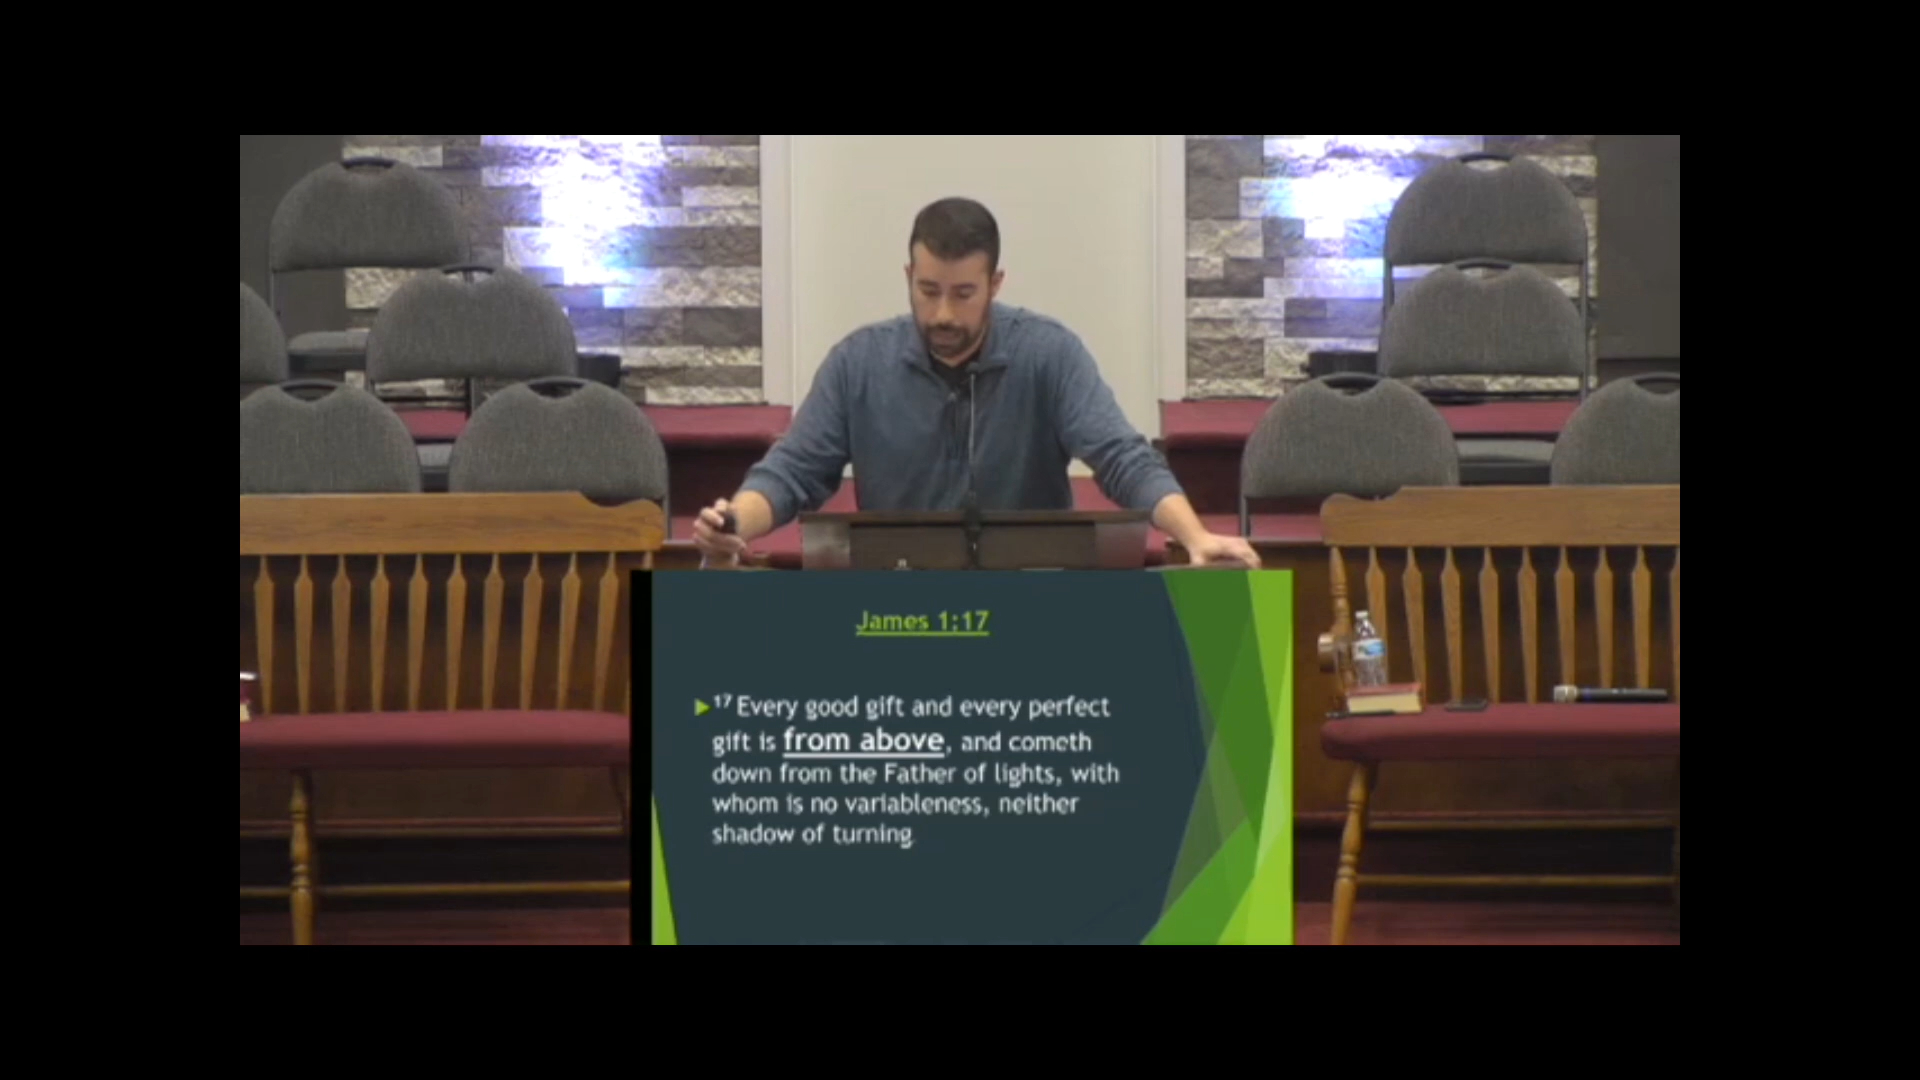 James 1:17
17 Every good gift and every perfect
gift is from above, and cometh
down from the Father of lights, with
whom is no variableness, neither
shadow of turning